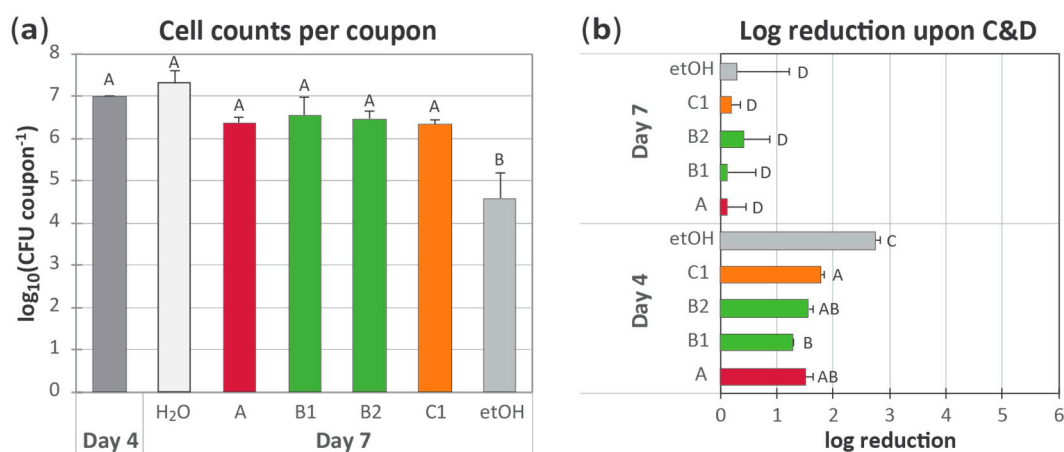 (a) Cell counts per coupon
log₁₀(CFU coupon⁻¹)
8
7
6
5
4
3
2
1
0
A
A
A
A
A
A
B
H₂O A B1 B2 C1 etOH
Day 4 Day 7
(b) Log reduction upon C&D
Day 7
etOH D
C1 D
B2 D
B1 D
A D
Day 4
etOH C
C1 A
B2 AB
B1 B
A AB
0 1 2 3 4 5 6
log reduction